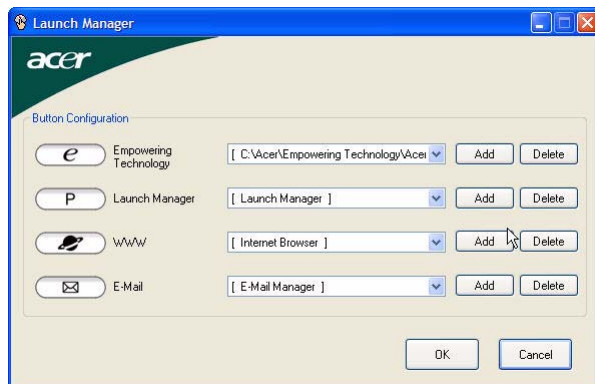 Launch Manager
acer
Button Configuration
e Empowering Technology [ C:\Acer\Empowering Technology\Acer Add Delete
P Launch Manager [ Launch Manager ] Add Delete
WWW [ Internet Browser ] Add Delete
E-Mail [ E-Mail Manager ] Add Delete
OK Cancel